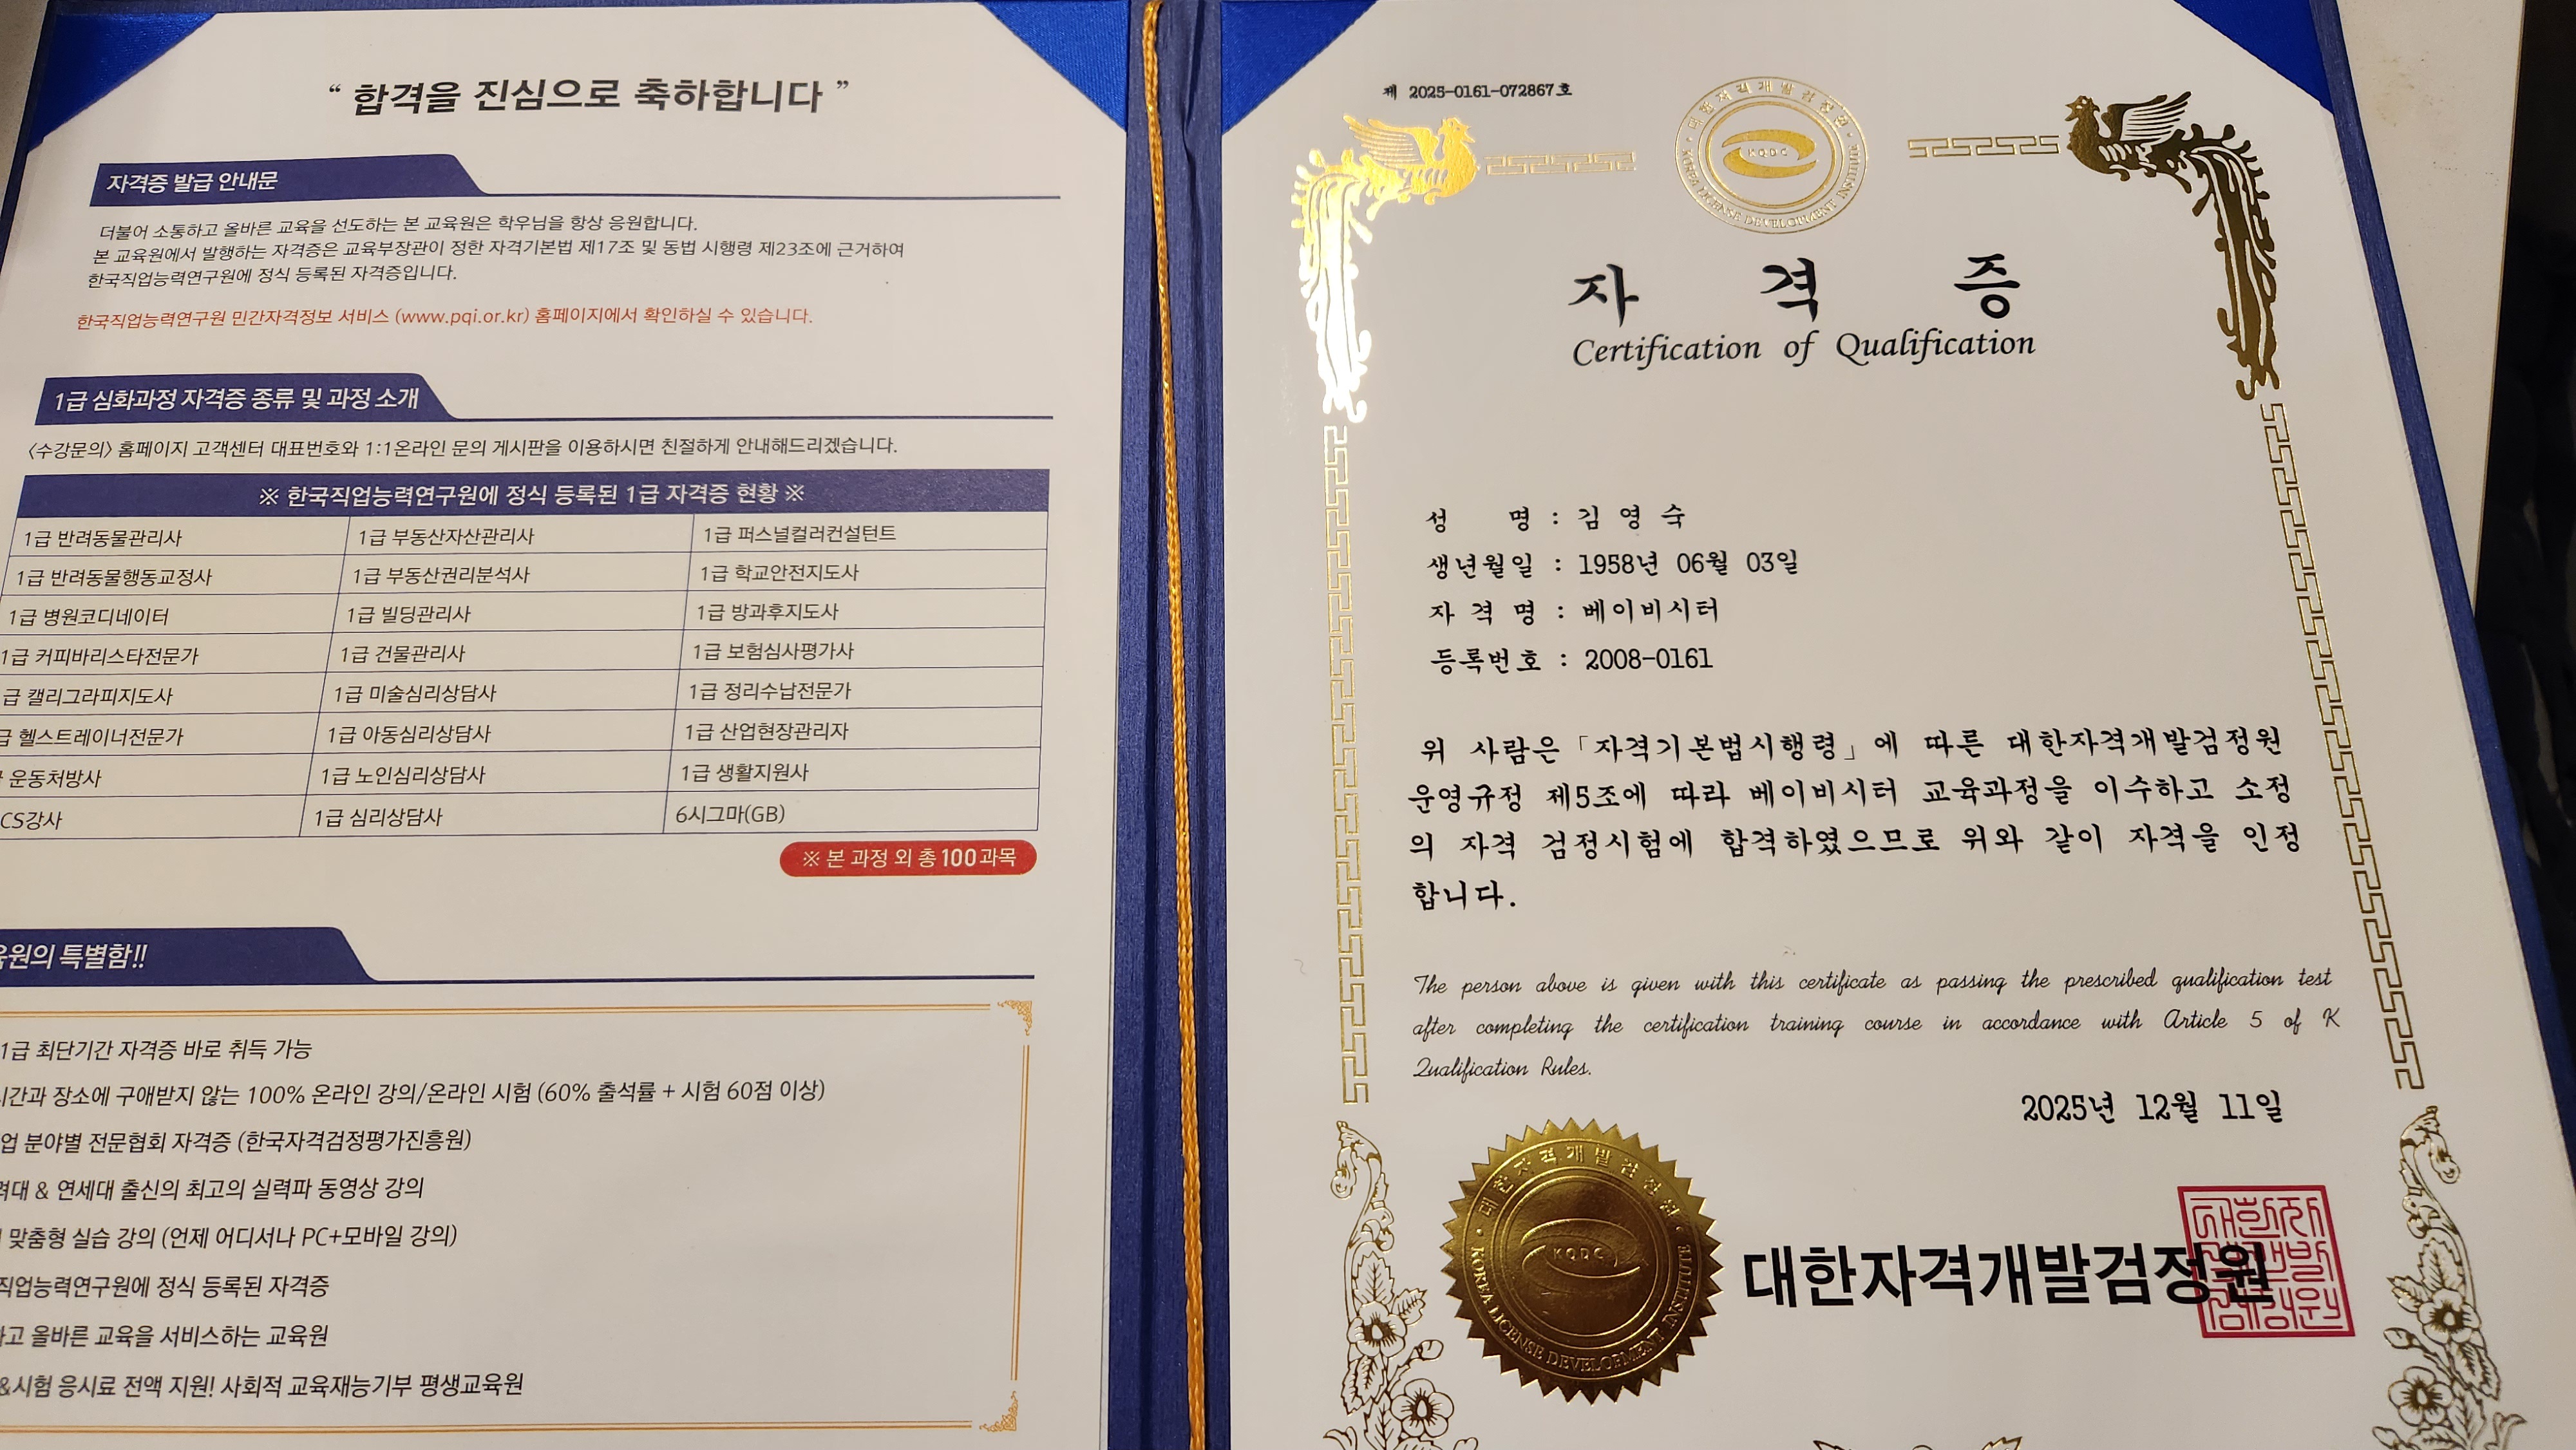 “ 합격을 진심으로 축하합니다 ”
자격증 발급 안내문
더불어 소통하고 올바른 교육을 선도하는 본 교육원은 학우님을 항상 응원합니다.
본 교육원에서 발행하는 자격증은 교육부장관이 정한 자격기본법 제17조 및 동법 시행령 제23조에 근거하여
한국직업능력연구원에 정식 등록된 자격증입니다.
한국직업능력연구원 민간자격정보 서비스 (www.pqi.or.kr) 홈페이지에서 확인하실 수 있습니다.
1급 심화과정 자격증 종류 및 과정 소개
〈수강문의〉 홈페이지 고객센터 대표번호와 1:1온라인 문의 게시판을 이용하시면 친절하게 안내해드리겠습니다.
※ 한국직업능력연구원에 정식 등록된 1급 자격증 현황 ※
1급 반려동물관리사 1급 부동산자산관리사 1급 퍼스널컬러컨설턴트
1급 반려동물행동교정사 1급 부동산권리분석사 1급 학교안전지도사
1급 병원코디네이터 1급 빌딩관리사 1급 방과후지도사
1급 커피바리스타전문가 1급 건물관리사 1급 보험심사평가사
급 캘리그라피지도사 1급 미술심리상담사 1급 정리수납전문가
급 헬스트레이너전문가 1급 아동심리상담사 1급 산업현장관리자
운동처방사 1급 노인심리상담사 1급 생활지원사
CS강사 1급 심리상담사 6시그마(GB)
※ 본 과정 외 총 100과목
육원의 특별함!!
1급 최단기간 자격증 바로 취득 가능
시간과 장소에 구애받지 않는 100% 온라인 강의/온라인 시험 (60% 출석률 + 시험 60점 이상)
업 분야별 전문협회 자격증 (한국자격검정평가진흥원)
려대 & 연세대 출신의 최고의 실력파 동영상 강의
맞춤형 실습 강의 (언제 어디서나 PC+모바일 강의)
직업능력연구원에 정식 등록된 자격증
하고 올바른 교육을 서비스하는 교육원
&시험 응시료 전액 지원! 사회적 교육재능기부 평생교육원
제 2025-0161-072867호
대한자격개발검정원
KQDC
KOREA LICENSE DEVELOPMENT INSTITUTE
자 격 증
Certification of Qualification
성 명 : 김 영 숙
생년월일 : 1958년 06월 03일
자 격 명 : 베이비시터
등록번호 : 2008-0161
위 사람은 「자격기본법시행령」에 따른 대한자격개발검정원
운영규정 제5조에 따라 베이비시터 교육과정을 이수하고 소정
의 자격 검정시험에 합격하였으므로 위와 같이 자격을 인정
합니다.
The person above is given with this certificate as passing the prescribed qualification test
after completing the certification training course in accordance with Article 5 of K
Qualification Rules.
2025년 12월 11일
대한자격개발검정원
KQDC
KOREA LICENSE DEVELOPMENT INSTITUTE
대한자격개발검정원